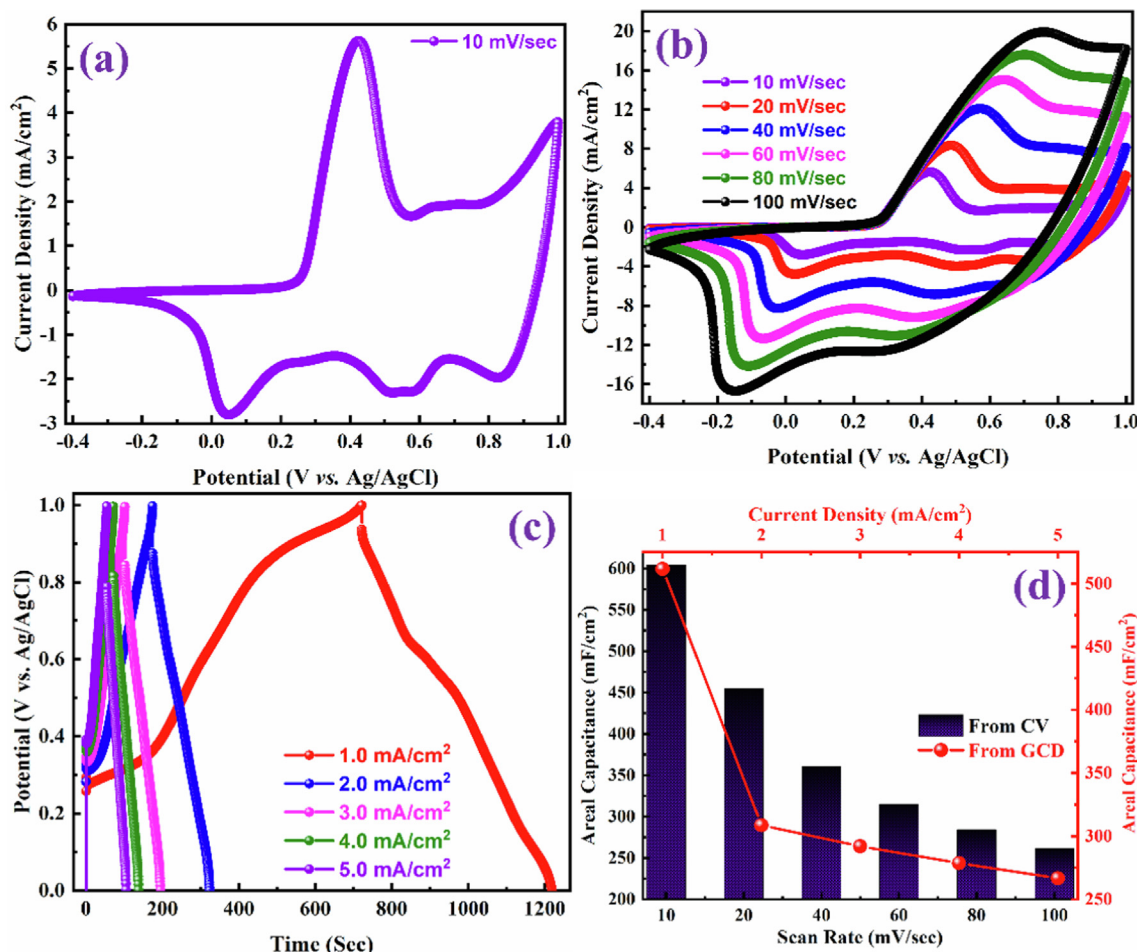 (a)
10 mV/sec
Current Density (mA/cm²)
6
5
4
3
2
1
0
-1
-2
-3
-0.4 -0.2 0.0 0.2 0.4 0.6 0.8 1.0
Potential (V vs. Ag/AgCl)
(b)
10 mV/sec
20 mV/sec
40 mV/sec
60 mV/sec
80 mV/sec
100 mV/sec
Current Density (mA/cm²)
20
16
12
8
4
0
-4
-8
-12
-16
-0.4 -0.2 0.0 0.2 0.4 0.6 0.8 1.0
Potential (V vs. Ag/AgCl)
(c)
Potential (V vs. Ag/AgCl)
1.0
0.8
0.6
0.4
0.2
0.0
1.0 mA/cm²
2.0 mA/cm²
3.0 mA/cm²
4.0 mA/cm²
5.0 mA/cm²
0 200 400 600 800 1000 1200
Time (Sec)
Current Density (mA/cm²)
1 2 3 4 5
(d)
Areal Capacitance (mF/cm²)
600
550
500
450
400
350
300
250
200
From CV
From GCD
500
450
400
350
300
250
Areal Capacitance (mF/cm²)
10 20 40 60 80 100
Scan Rate (mV/sec)